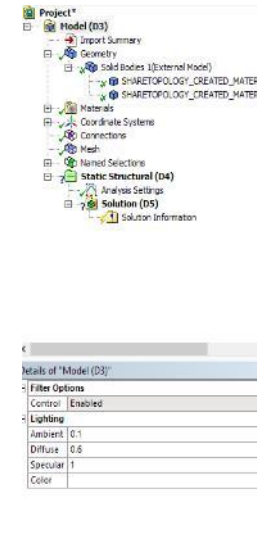 Project*
Model (D3)
Import Summary
Geometry
Solid Bodies 1(External Model)
SHARETOPOLOGY_CREATED_MATER
SHARETOPOLOGY_CREATED_MATER
Materials
Coordinate Systems
Connections
Mesh
Named Selections
Static Structural (D4)
Analysis Settings
Solution (D5)
Solution Information
Details of "Model (D3)"
Filter Options
Control Enabled
Lighting
Ambient 0.1
Diffuse 0.6
Specular 1
Color